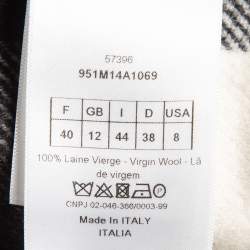 57396
951M14A1069
F GB I D USA
40 12 44 38 8
100% Laine Vierge - Virgin Wool - Lã
de virgem
CNPJ 02-046-366/0003-99
Made In ITALY
ITALIA